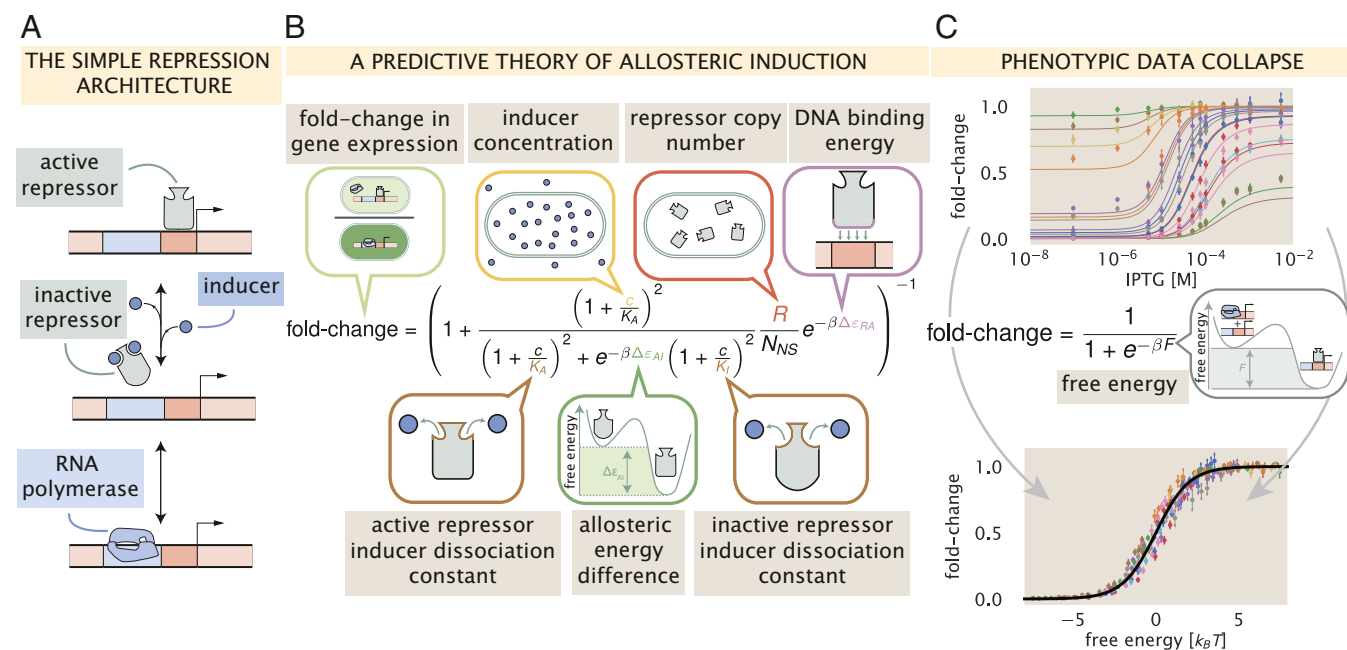 A
THE SIMPLE REPRESSION
ARCHITECTURE
active
repressor
inactive
repressor
inducer
RNA
polymerase
B
A PREDICTIVE THEORY OF ALLOSTERIC INDUCTION
fold-change in
gene expression
inducer
concentration
repressor copy
number
DNA binding
energy
fold-change = ( 1 + (1 + c/K_A)^2 / ((1 + c/K_A)^2 + e^{-βΔε_AI} (1 + c/K_I)^2) R/N_NS e^{-βΔε_RA} )^{-1}
free energy
Δε_AI
active repressor
inducer dissociation
constant
allosteric
energy
difference
inactive repressor
inducer dissociation
constant
C
PHENOTYPIC DATA COLLAPSE
fold-change
1.0
0.5
0.0
10^{-8}
10^{-6}
10^{-4}
10^{-2}
IPTG [M]
fold-change = 1 / (1 + e^{-βF})
free energy
free energy
+
F
fold-change
1.0
0.5
0.0
−5
0
5
free energy [k_BT]